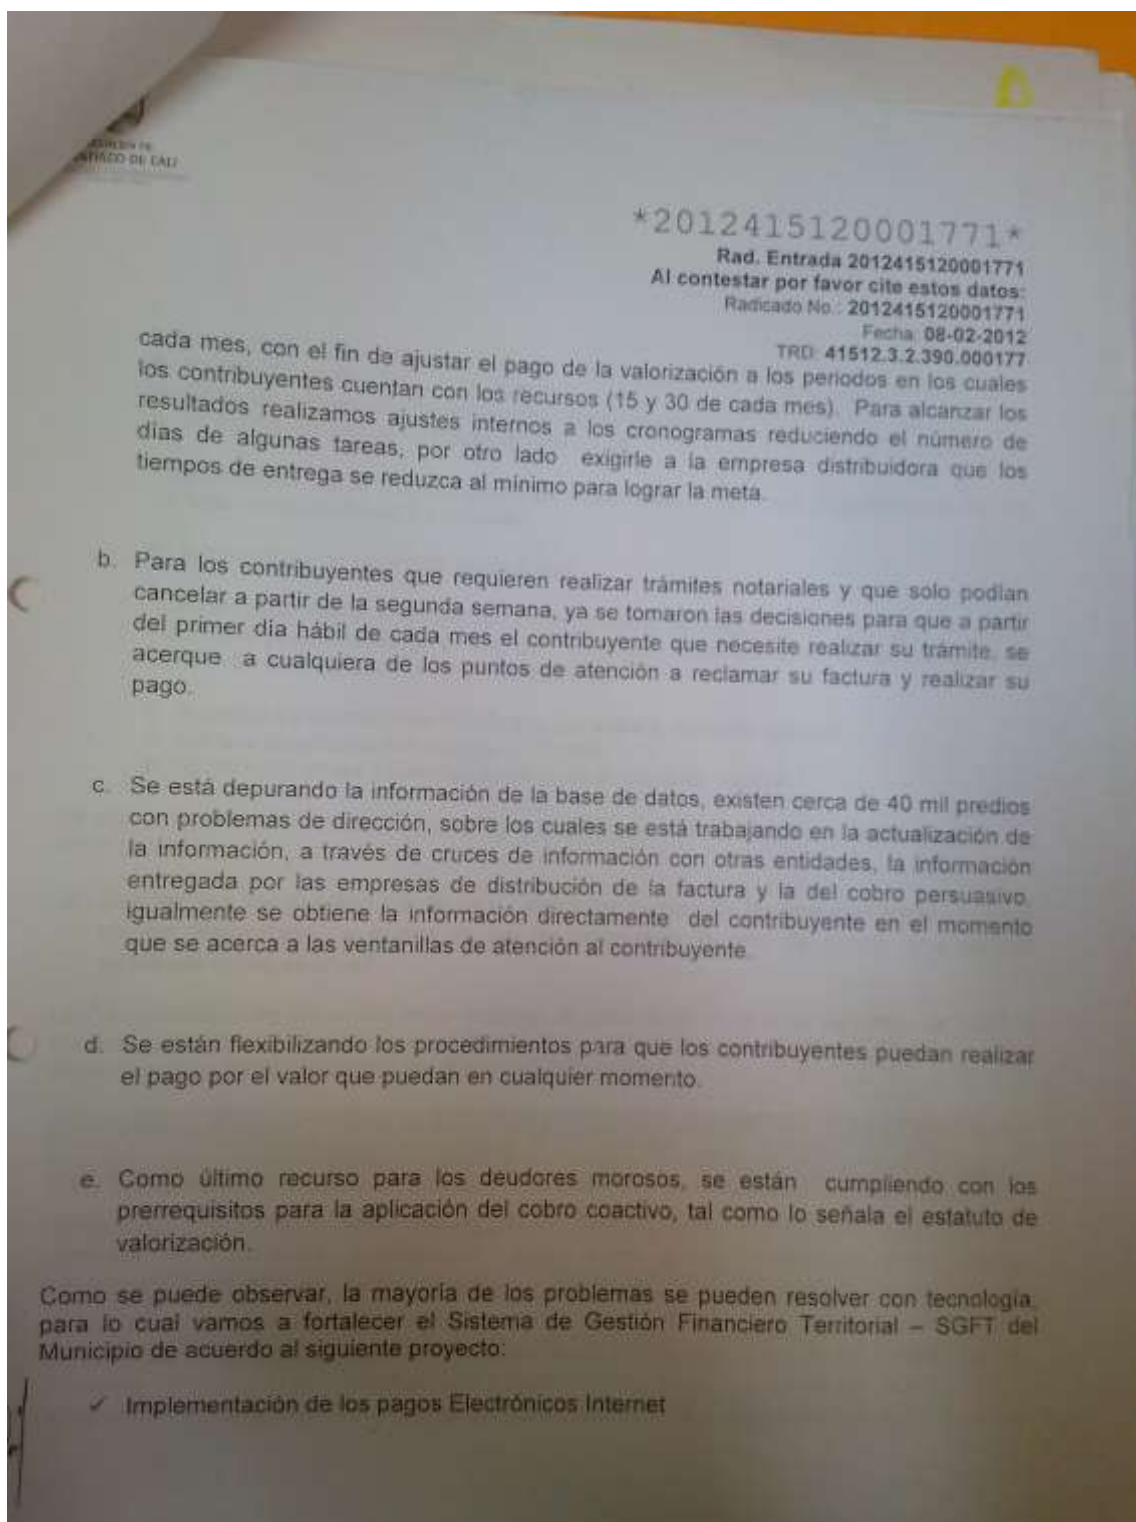 SANTIAGO DE CALI
*2012415120001771*
Rad. Entrada 2012415120001771
Al contestar por favor cite estos datos:
Radicado No.: 2012415120001771
Fecha: 08-02-2012
TRD: 41512.3.2.390.000177
cada mes, con el fin de ajustar el pago de la valorización a los periodos en los cuales
los contribuyentes cuentan con los recursos (15 y 30 de cada mes). Para alcanzar los
resultados realizamos ajustes internos a los cronogramas reduciendo el número de
días de algunas tareas, por otro lado exigirle a la empresa distribuidora que los
tiempos de entrega se reduzca al mínimo para lograr la meta.
b. Para los contribuyentes que requieren realizar trámites notariales y que solo podían
cancelar a partir de la segunda semana, ya se tomaron las decisiones para que a partir
del primer día hábil de cada mes el contribuyente que necesite realizar su trámite, se
acerque a cualquiera de los puntos de atención a reclamar su factura y realizar su
pago.
c. Se está depurando la información de la base de datos, existen cerca de 40 mil predios
con problemas de dirección, sobre los cuales se está trabajando en la actualización de
la información, a través de cruces de información con otras entidades, la información
entregada por las empresas de distribución de la factura y la del cobro persuasivo,
igualmente se obtiene la información directamente del contribuyente en el momento
que se acerca a las ventanillas de atención al contribuyente.
d. Se están flexibilizando los procedimientos para que los contribuyentes puedan realizar
el pago por el valor que puedan en cualquier momento.
e. Como último recurso para los deudores morosos, se están cumpliendo con los
prerrequisitos para la aplicación del cobro coactivo, tal como lo señala el estatuto de
valorización.
Como se puede observar, la mayoría de los problemas se pueden resolver con tecnología,
para lo cual vamos a fortalecer el Sistema de Gestión Financiero Territorial – SGFT del
Municipio de acuerdo al siguiente proyecto:
✓ Implementación de los pagos Electrónicos Internet